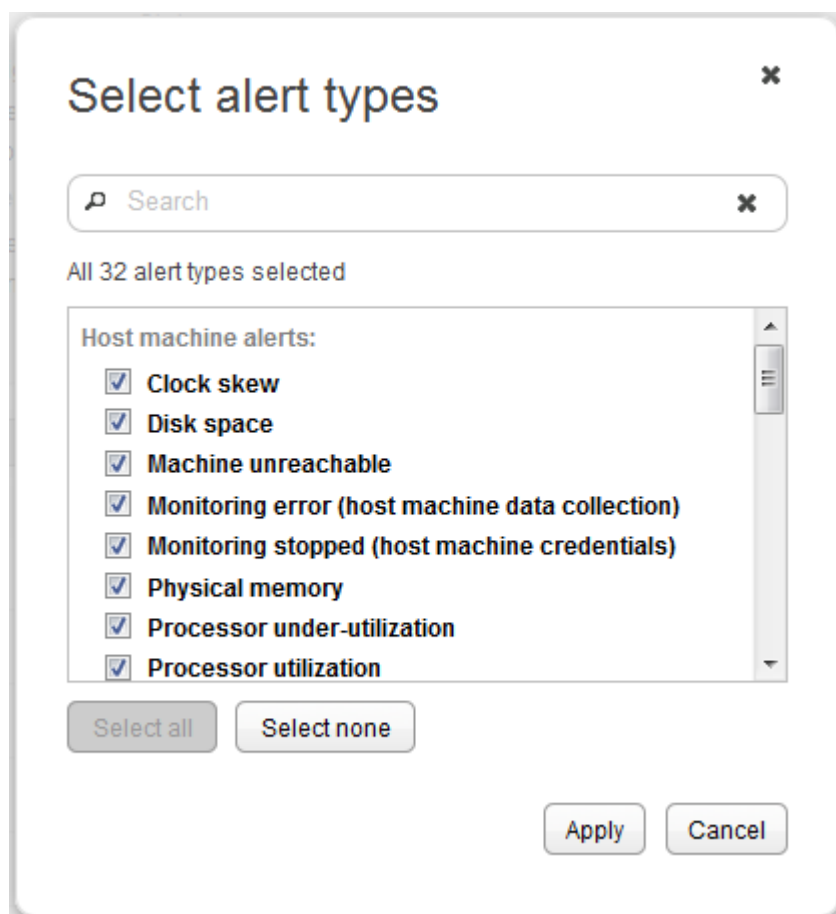 Select alert types
Search
All 32 alert types selected
Host machine alerts:
Clock skew
Disk space
Machine unreachable
Monitoring error (host machine data collection)
Monitoring stopped (host machine credentials)
Physical memory
Processor under-utilization
Processor utilization
Select all
Select none
Apply
Cancel